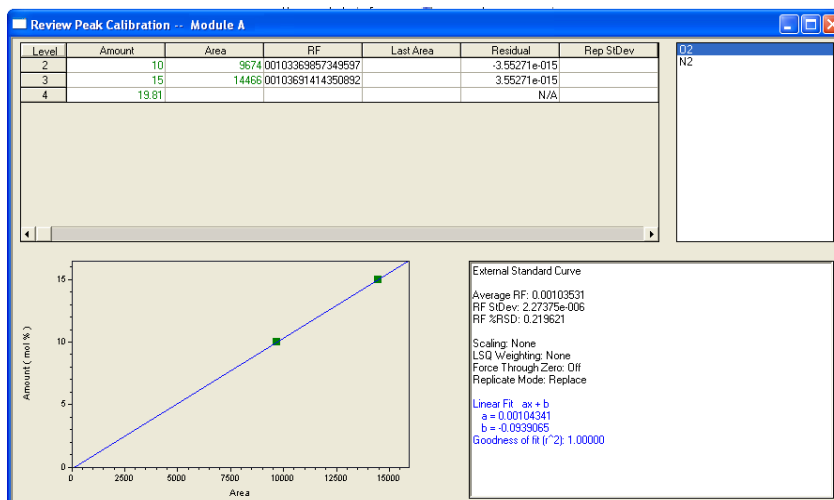 Review Peak Calibration -- Module A
Level Amount Area RF Last Area Residual Rep StDev
2 10 9674 00103369857349597 -3.55271e-015
3 15 14466 00103691414350892 3.55271e-015
4 19.81 N/A
O2
N2
15
10
5
0
Amount ( mol % )
0 2500 5000 7500 10000 12500 15000
Area
External Standard Curve
Average RF: 0.00103531
RF StDev: 2.27375e-006
RF %RSD: 0.219621
Scaling: None
LSQ Weighting: None
Force Through Zero: Off
Replicate Mode: Replace
Linear Fit ax + b
a = 0.00104341
b = -0.0939065
Goodness of fit (r^2): 1.00000